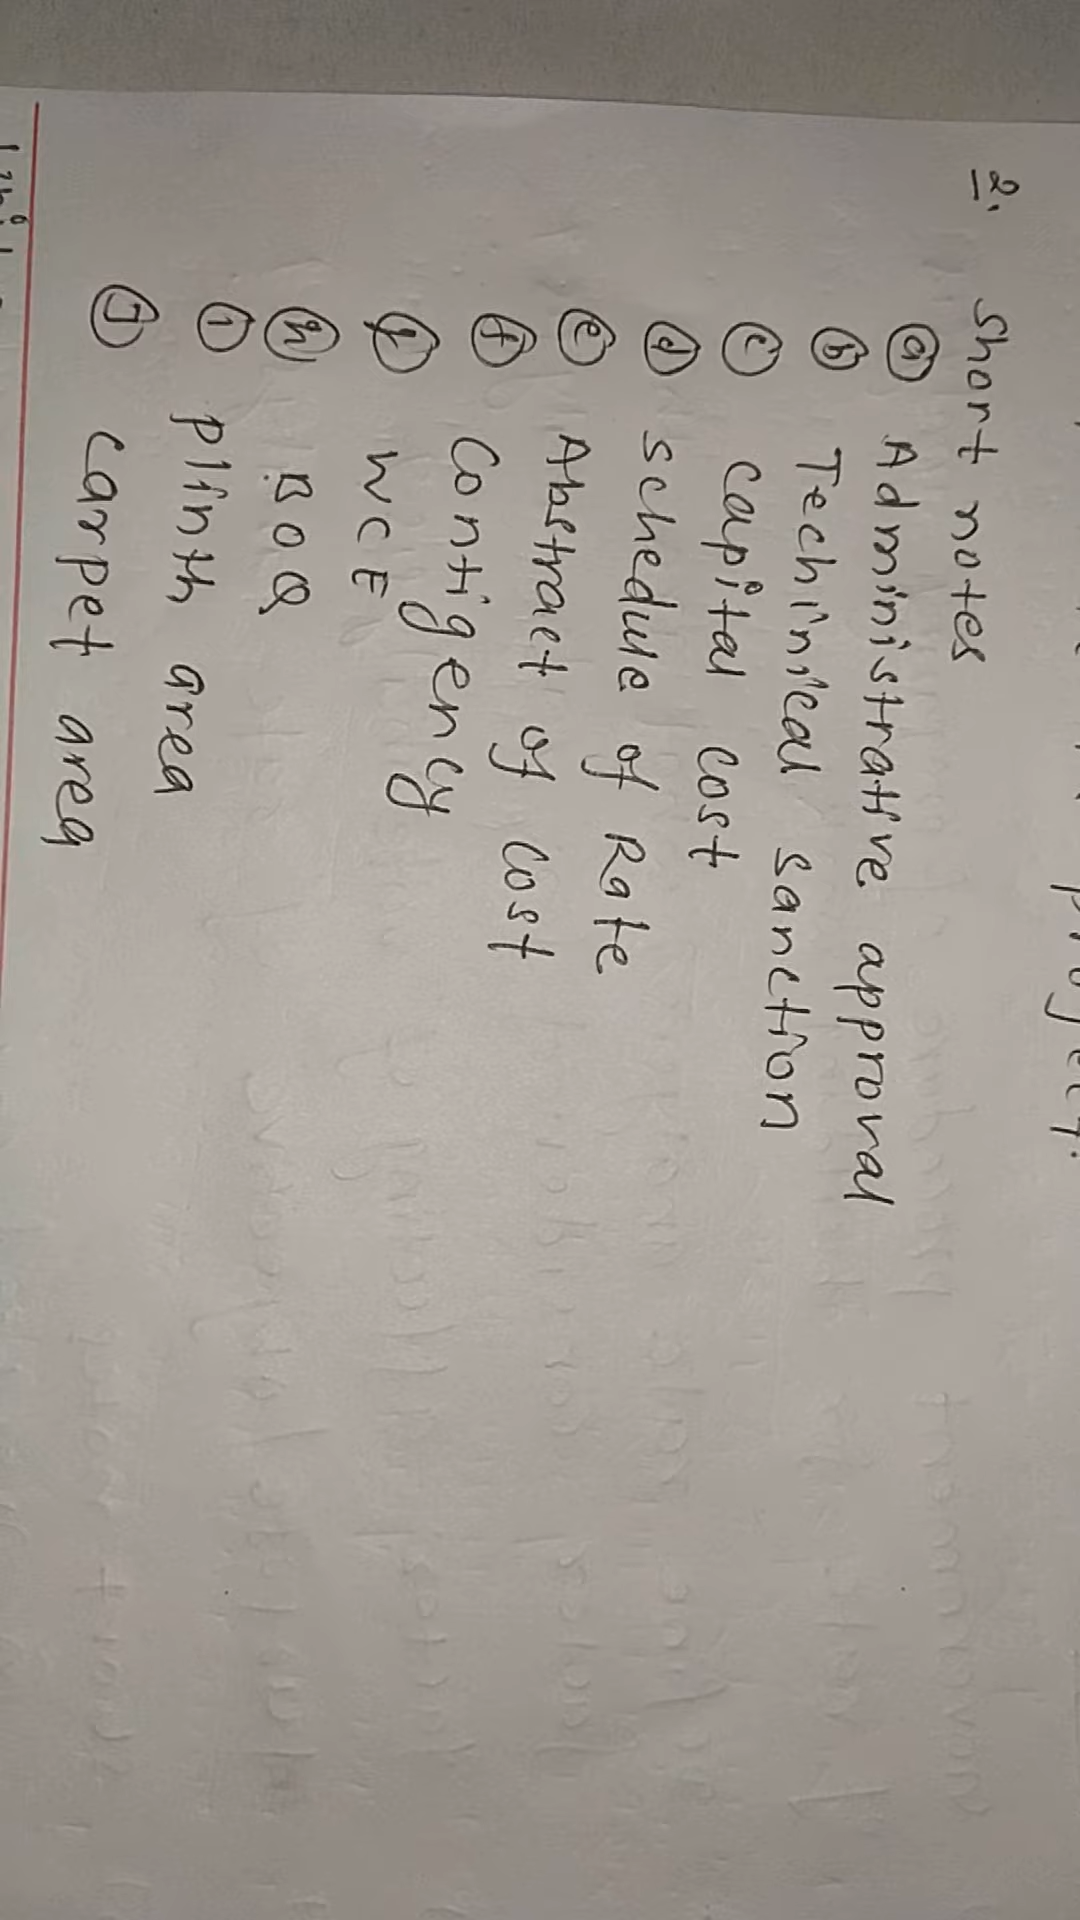 project.
2. Short notes
(a) Administrative approval
(b) Techinical sanction
(c) Capital cost
(d) Schedule of Rate
(e) Abstract of cost
(f) Contigency
(g) WCE
(h) BOQ
(i) plinth area
(J) Carpet area